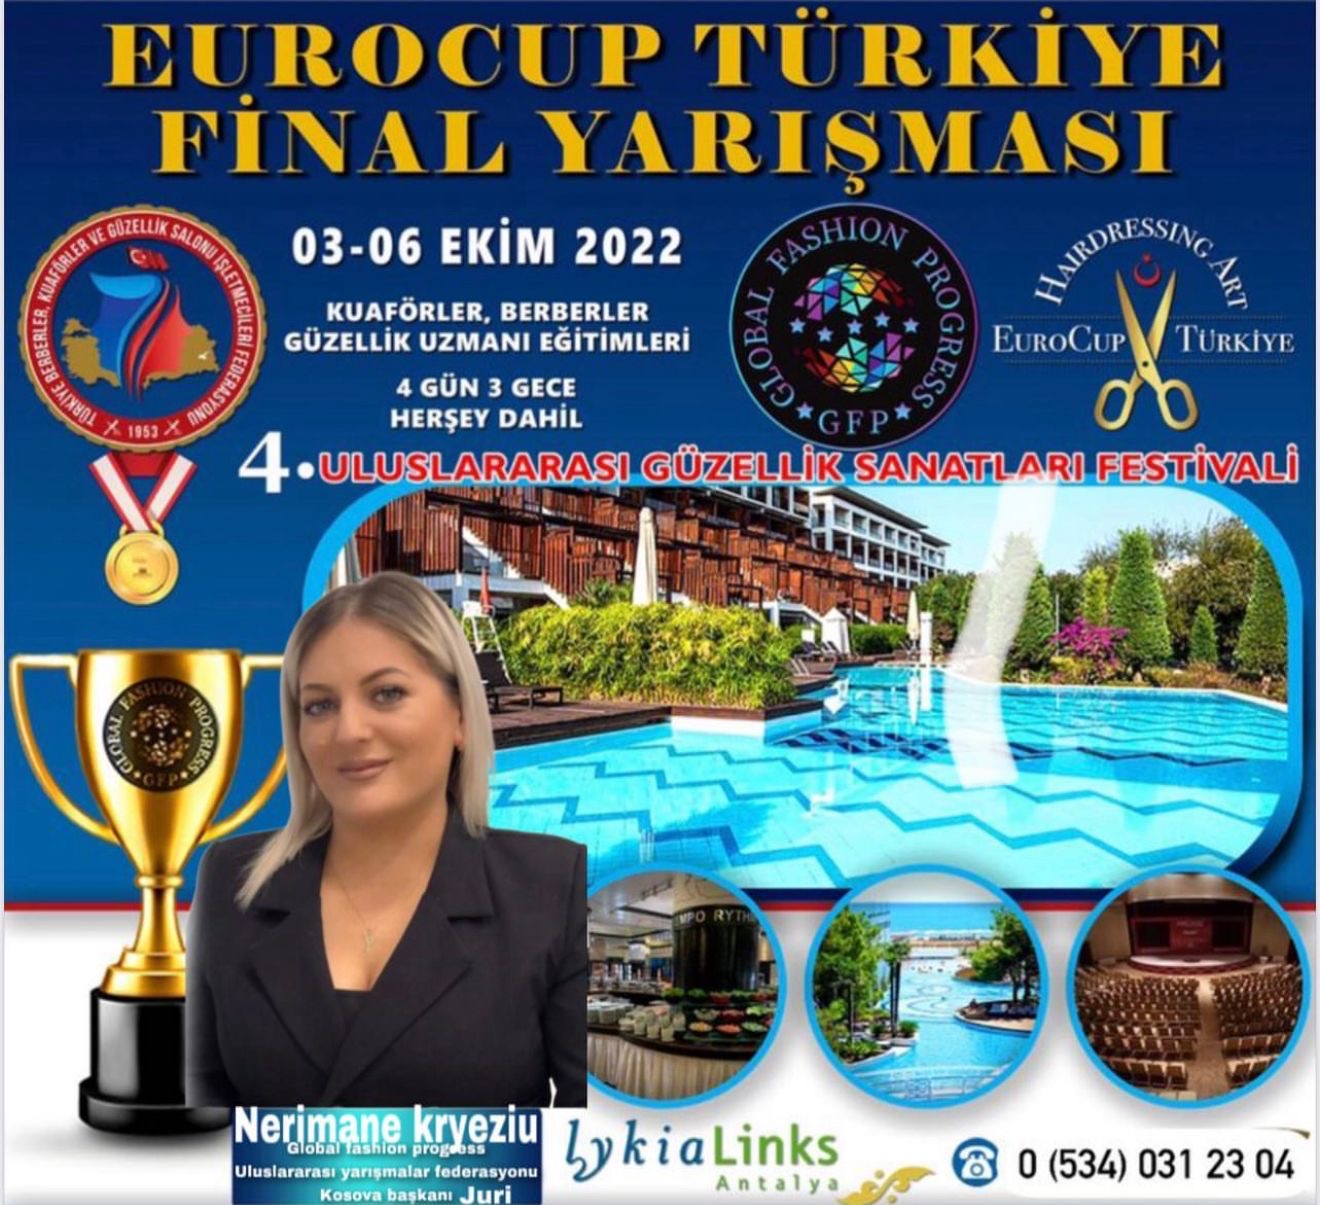 EUROCUP TÜRKİYE
FİNAL YARIŞMASI
TÜRKİYE BERBERLER, KUAFÖRLER VE GÜZELLİK SALONU İŞLETMECİLERİ FEDERASYONU
1953
03-06 EKİM 2022
KUAFÖRLER, BERBERLER
GÜZELLİK UZMANI EĞİTİMLERİ
4 GÜN 3 GECE
HERŞEY DAHİL
GLOBAL FASHION PROGRESS
GFP
HAIRDRESSING ART
EUROCUP TÜRKİYE
4. ULUSLARARASI GÜZELLİK SANATLARI FESTİVALİ
GLOBAL FASHION PROGRESS
GFP
MPO RYTH
Nerimane kryeziu
Global fashion progress
Uluslararası yarışmalar federasyonu
Kosova başkanı Juri
lykiaLinks
Antalya
0 (534) 031 23 04